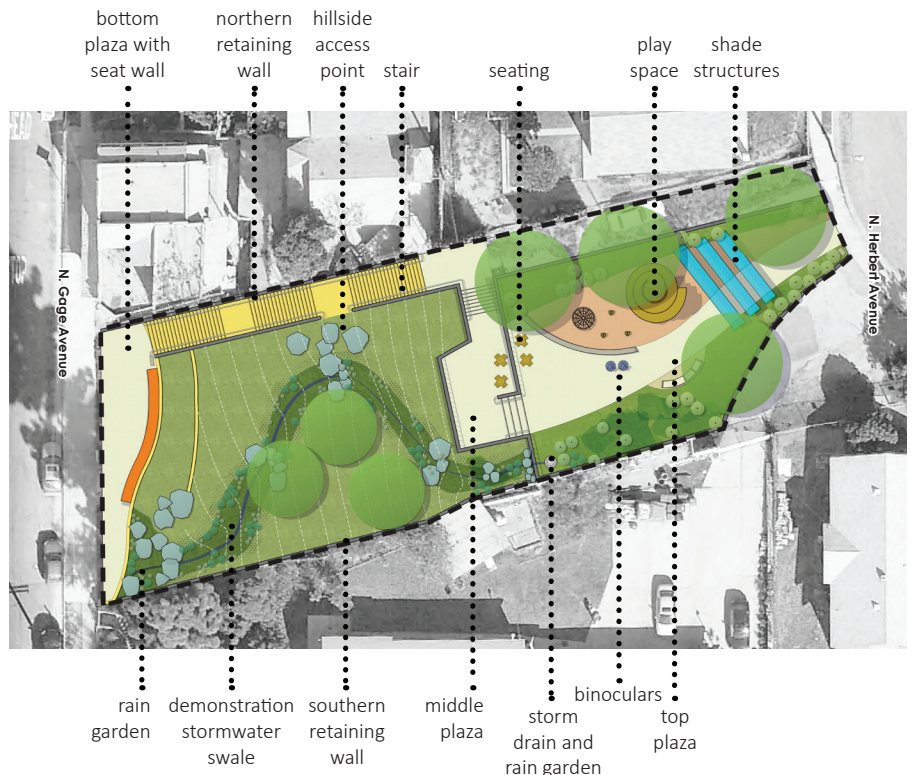 bottom
plaza with
seat wall
northern
retaining
wall
hillside
access
point
stair
seating
play
space
shade
structures
N. Gage Avenue
N. Herbert Avenue
rain
garden
demonstration
stormwater
swale
southern
retaining
wall
middle
plaza
storm
drain and
rain garden
binoculars
top
plaza